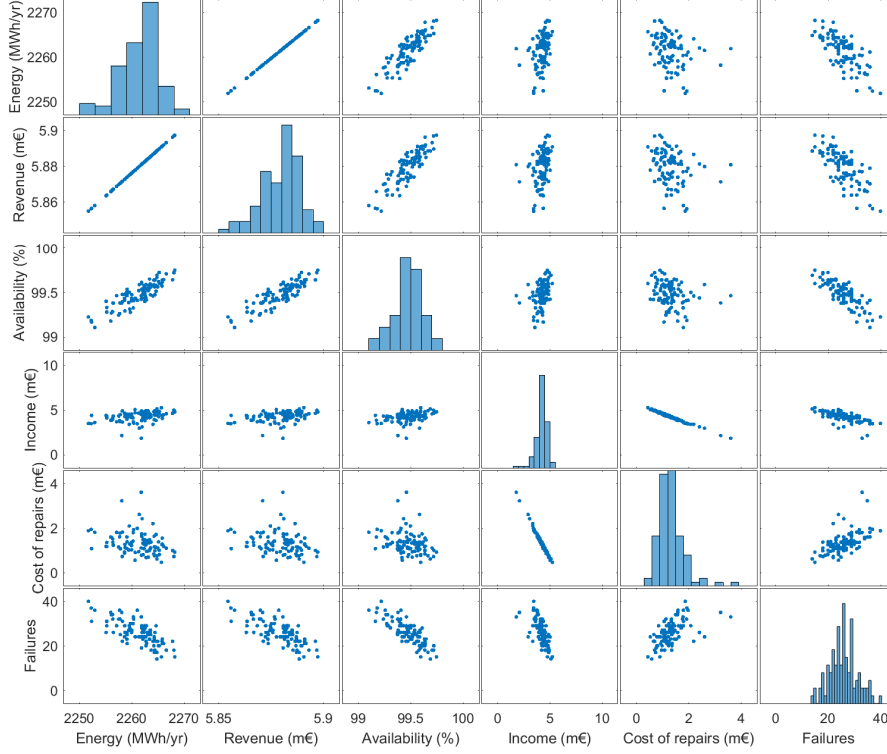 Energy (MWh/yr)
2270
2260
2250
Revenue (m€)
5.9
5.88
5.86
Availability (%)
100
99.5
99
Income (m€)
10
5
0
Cost of repairs (m€)
4
2
0
Failures
40
20
0
2250 2260 2270 5.85 5.9 99 99.5 100 0 5 10 0 2 4 0 20 40
Energy (MWh/yr) Revenue (m€) Availability (%) Income (m€) Cost of repairs (m€) Failures